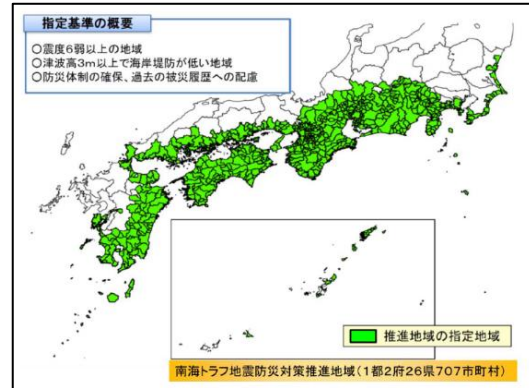 指定基準の概要
○震度6弱以上の地域
○津波高3m以上で海岸堤防が低い地域
○防災体制の確保、過去の被災履歴への配慮
推進地域の指定地域
南海トラフ地震防災対策推進地域(1都2府26県707市町村)